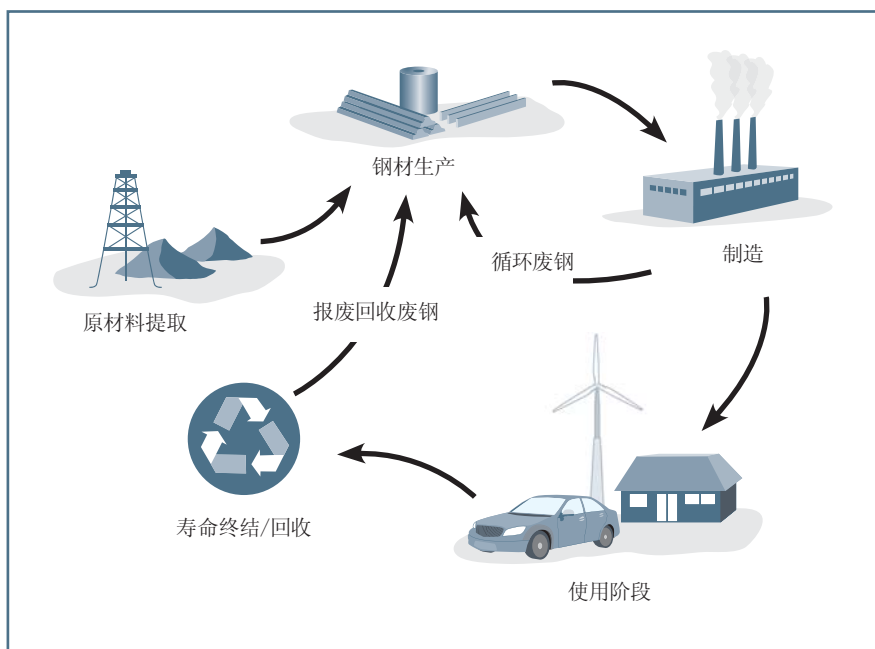 钢材生产
制造
循环废钢
报废回收废钢
原材料提取
寿命终结/回收
使用阶段